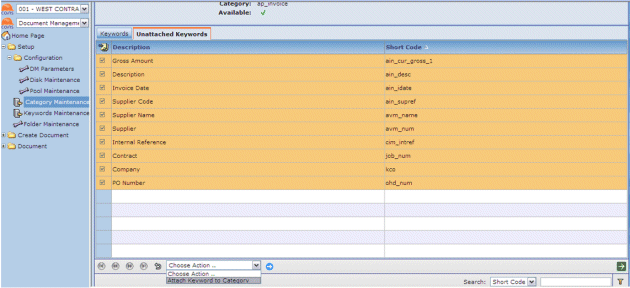 001 - WEST CONTRA
Document Managem
Home Page
Setup
Configuration
DM Parameters
Disk Maintenance
Pool Maintenance
Category Maintenance
Keywords Maintenance
Folder Maintenance
Create Document
Document
Category: ap_invoice
Available: ✓
Keywords Unattached Keywords
Description Short Code
Gross Amount ain_cur_gross_1
Description ain_desc
Invoice Date ain_idate
Supplier Code ain_supref
Supplier Name avm_name
Supplier avm_num
Internal Reference cim_intref
Contract job_num
Company kco
PO Number ohd_num
Choose Action ..
Choose Action ..
Attach Keyword to Category
Search: Short Code